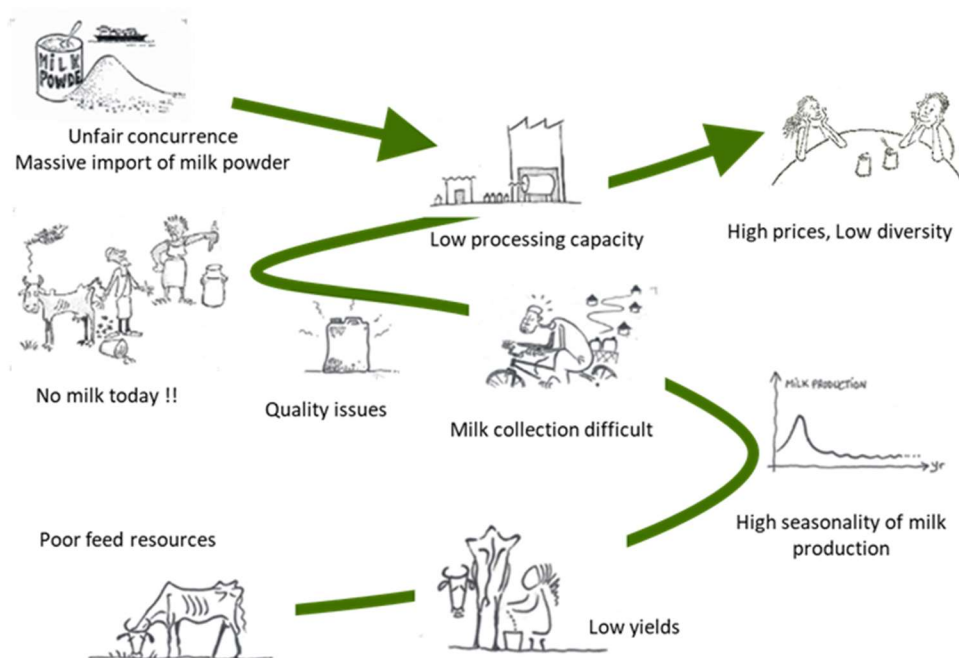 MILK
POWDE
Unfair concurrence
Massive import of milk powder
Low processing capacity
High prices, Low diversity
No milk today !!
Quality issues
Milk collection difficult
MILK PRODUCTION
yr
High seasonality of milk
production
Poor feed resources
Low yields